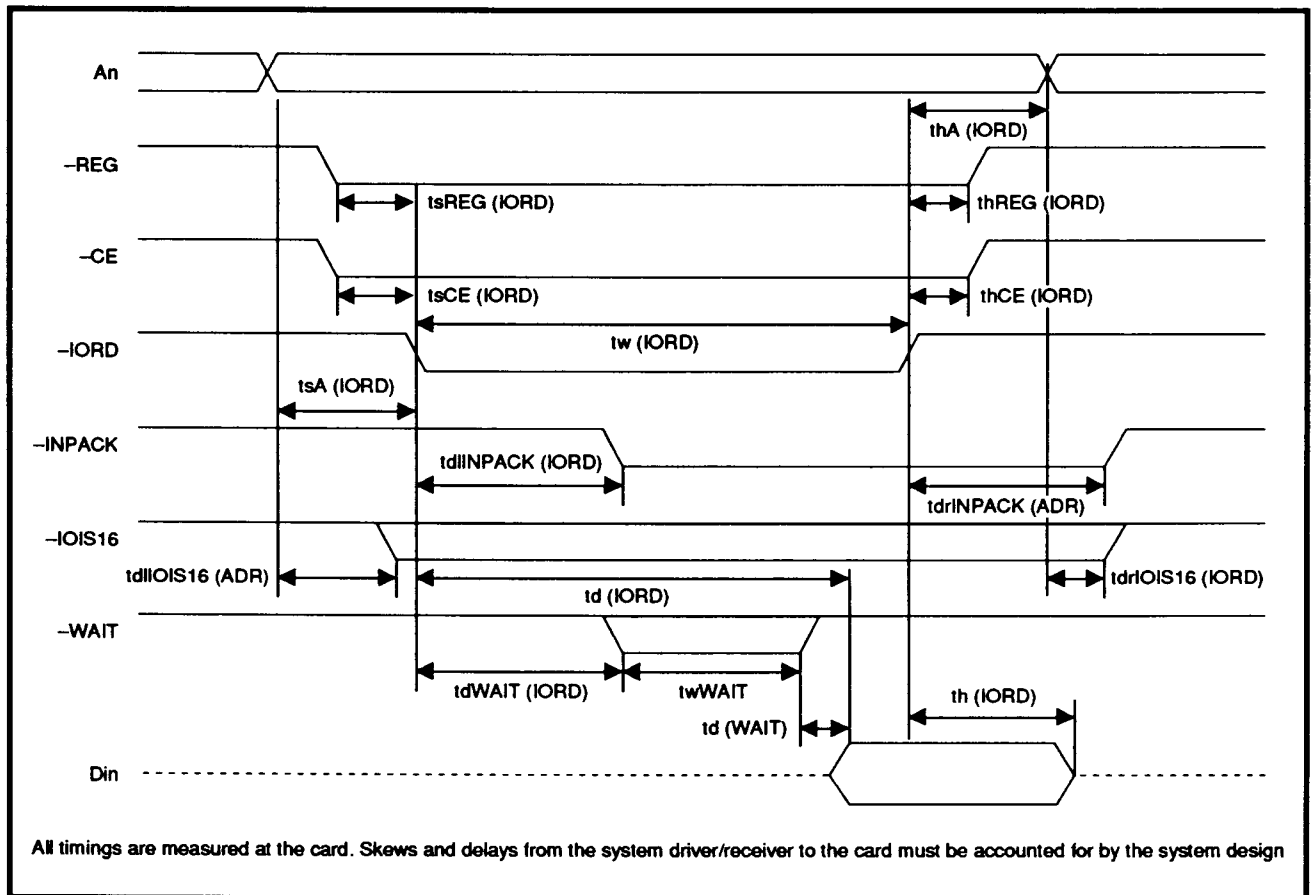 An
thA (IORD)
–REG
tsREG (IORD)
thREG (IORD)
–CE
tsCE (IORD)
thCE (IORD)
tw (IORD)
–IORD
tsA (IORD)
–INPACK
tdIINPACK (IORD)
tdrINPACK (ADR)
–IOIS16
tdIIOIS16 (ADR)
tdrIOIS16 (IORD)
td (IORD)
–WAIT
tdWAIT (IORD)
twWAIT
th (IORD)
td (WAIT)
Din
All timings are measured at the card. Skews and delays from the system driver/receiver to the card must be accounted for by the system design